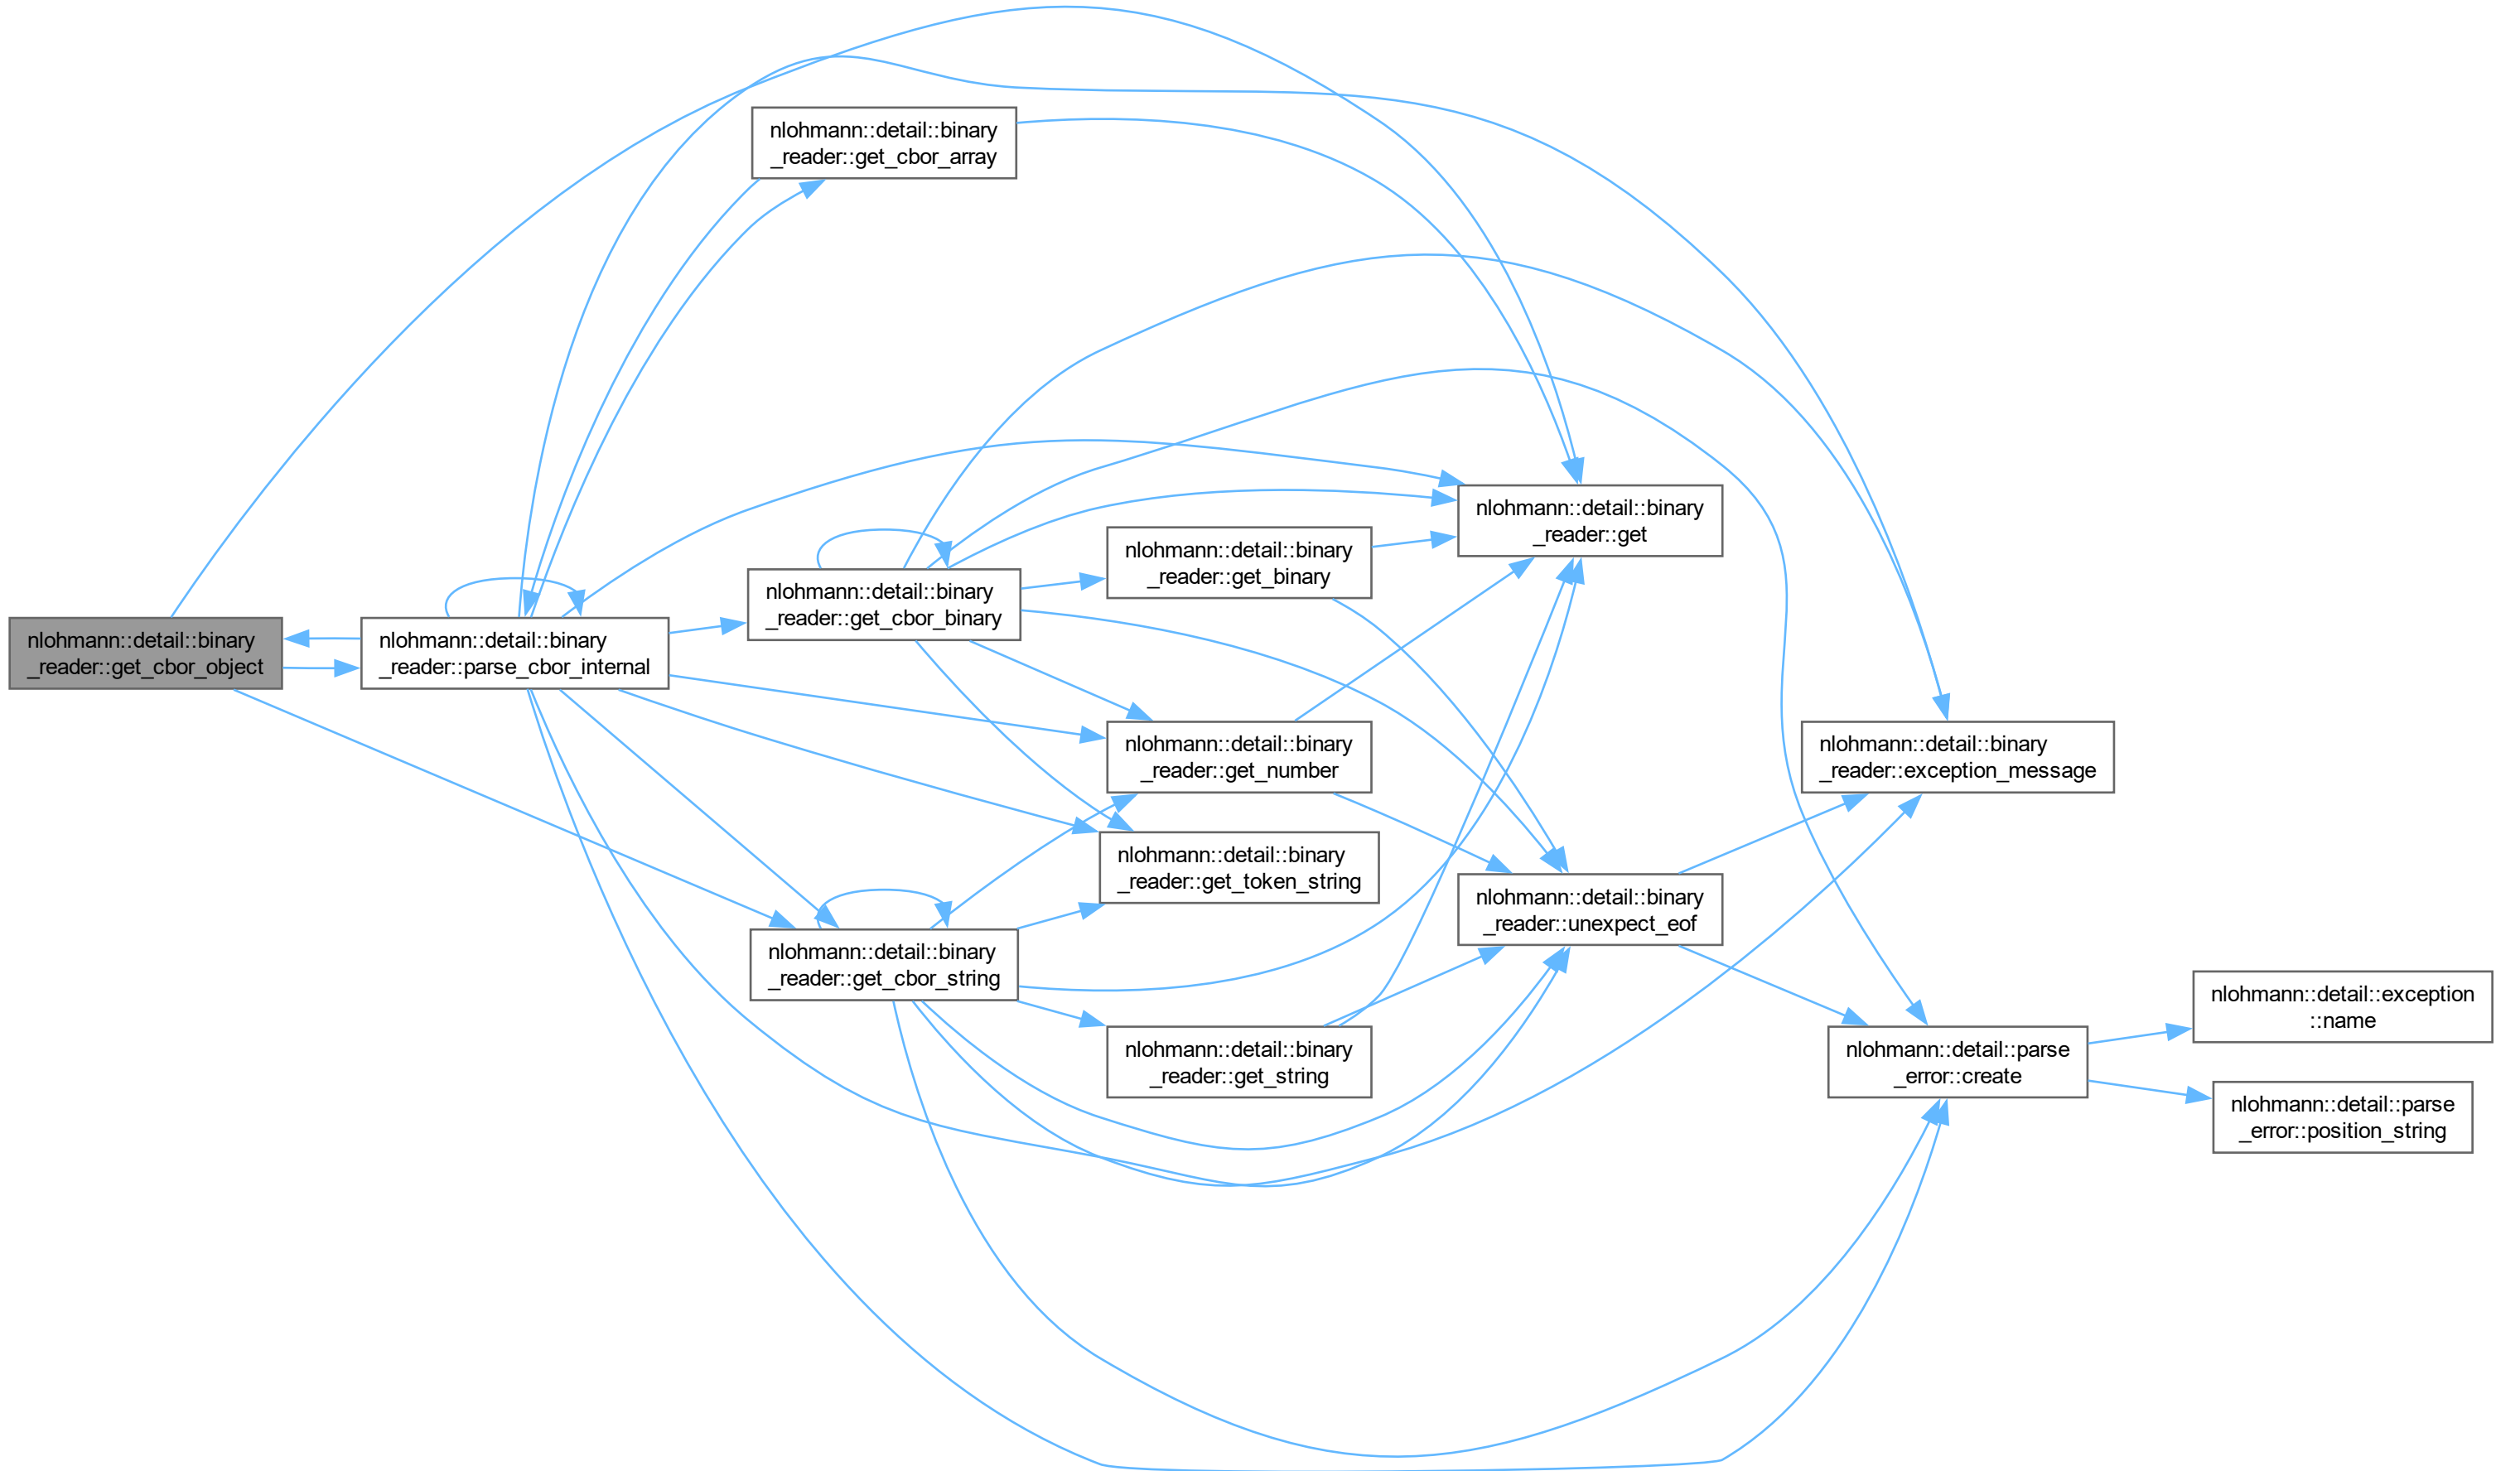 nlohmann::detail::binary
_reader::get_cbor_object
nlohmann::detail::binary
_reader::parse_cbor_internal
nlohmann::detail::binary
_reader::get_cbor_array
nlohmann::detail::binary
_reader::get_cbor_binary
nlohmann::detail::binary
_reader::get_cbor_string
nlohmann::detail::binary
_reader::get_binary
nlohmann::detail::binary
_reader::get_number
nlohmann::detail::binary
_reader::get_token_string
nlohmann::detail::binary
_reader::get_string
nlohmann::detail::binary
_reader::get
nlohmann::detail::binary
_reader::unexpect_eof
nlohmann::detail::binary
_reader::exception_message
nlohmann::detail::parse
_error::create
nlohmann::detail::exception
::name
nlohmann::detail::parse
_error::position_string